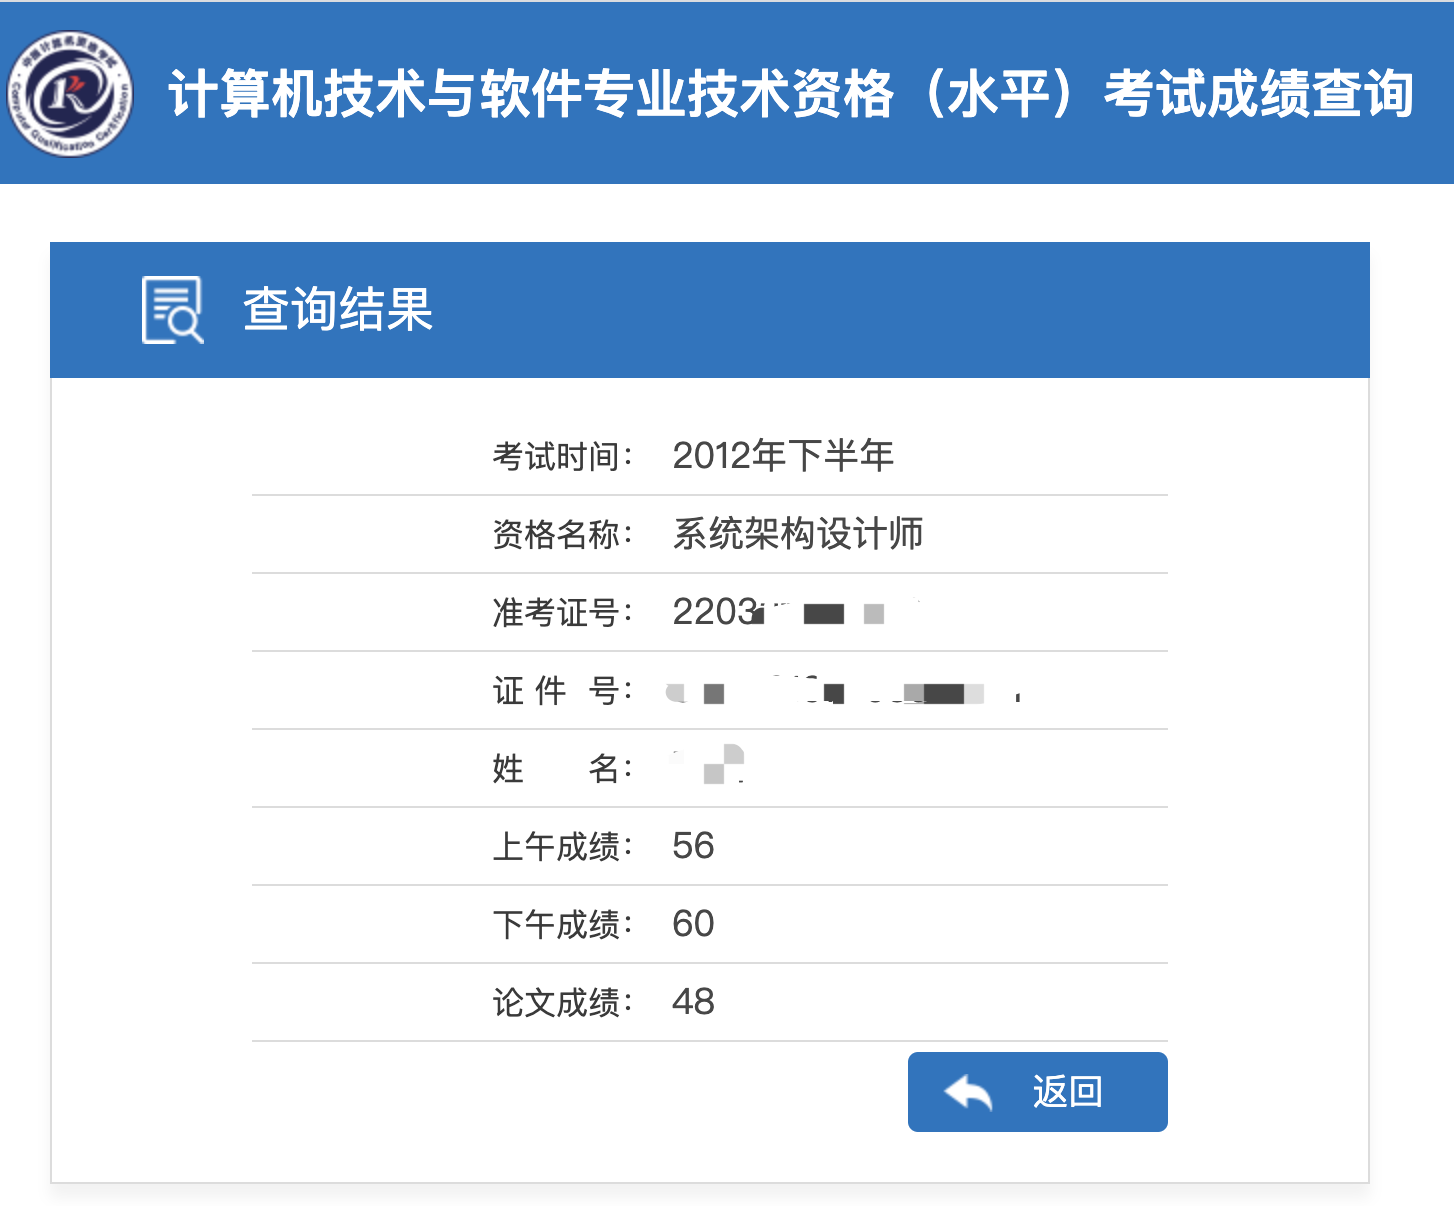 计算机技术与软件专业技术资格（水平）考试成绩查询
查询结果
考试时间： 2012年下半年
资格名称： 系统架构设计师
准考证号： 2203
证 件 号：
姓 名：
上午成绩： 56
下午成绩： 60
论文成绩： 48
返回